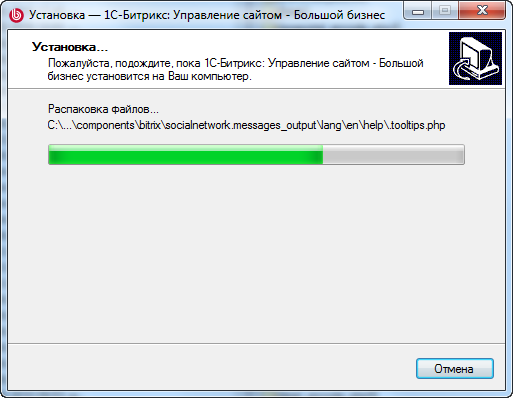 Установка — 1С-Битрикс: Управление сайтом - Большой бизнес
Установка...
Пожалуйста, подождите, пока 1С-Битрикс: Управление сайтом - Большой
бизнес установится на Ваш компьютер.
Распаковка файлов...
C:\...\components\bitrix\socialnetwork.messages_output\lang\en\help\.tooltips.php
Отмена